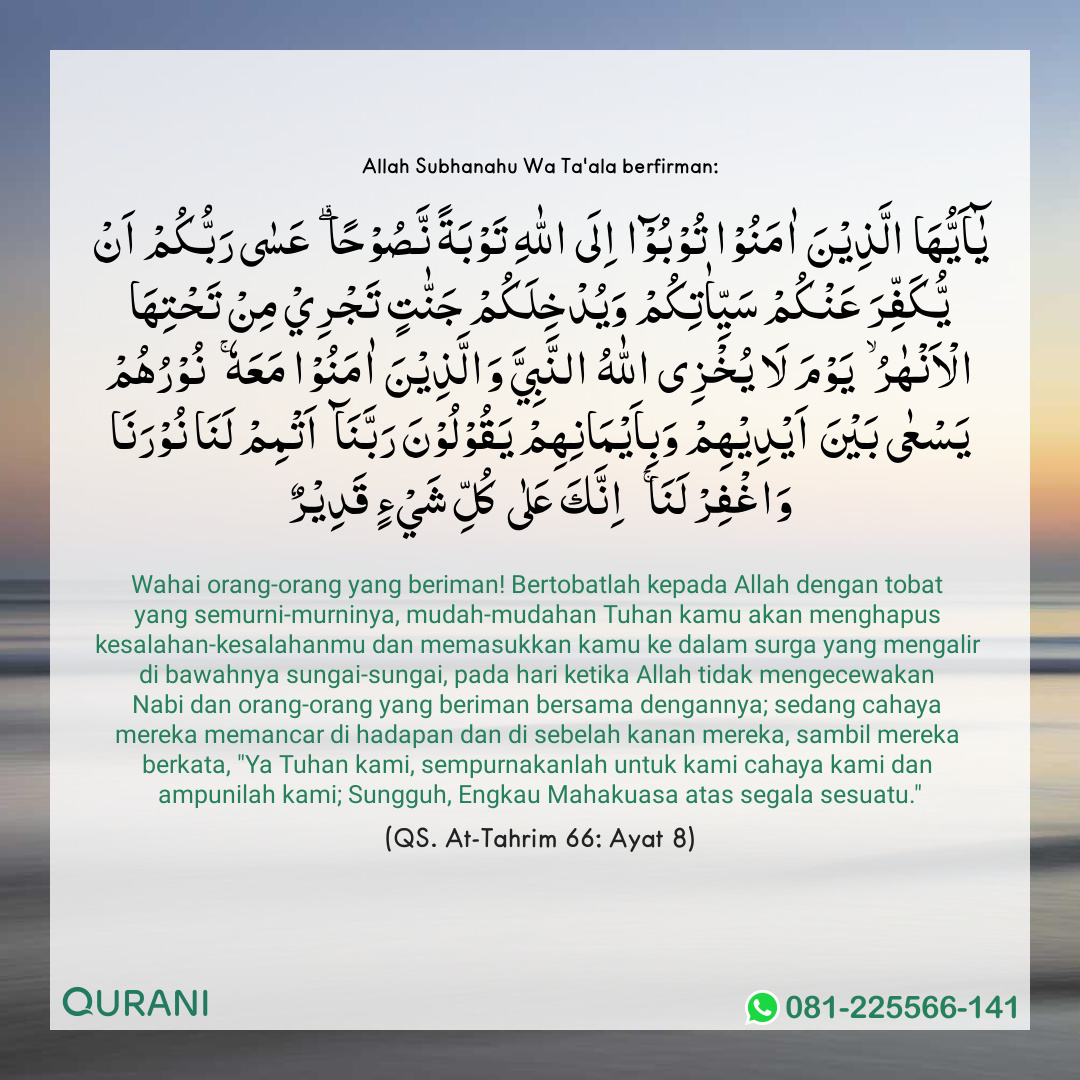 Allah Subhanahu Wa Ta'ala berfirman:
يٰۤاَيُّهَا الَّذِيْنَ اٰمَنُوْا تُوْبُوْۤا اِلَى اللّٰهِ تَوْبَةً نَّصُوْحًا ۗ عَسٰى رَبُّكُمْ اَنْ
يُّكَفِّرَ عَنْكُمْ سَيِّاٰتِكُمْ وَيُدْخِلَكُمْ جَنّٰتٍ تَجْرِيْ مِنْ تَحْتِهَا
الْاَنْهٰرُ ۙ يَوْمَ لَا يُخْزِى اللّٰهُ النَّبِيَّ وَالَّذِيْنَ اٰمَنُوْا مَعَهٗ ۚ نُوْرُهُمْ
يَسْعٰى بَيْنَ اَيْدِيْهِمْ وَبِاَيْمَانِهِمْ يَقُوْلُوْنَ رَبَّنَاۤ اَتْمِمْ لَنَا نُوْرَنَا
وَا غْفِرْ لَنَا ۚ اِنَّكَ عَلٰى كُلِّ شَيْءٍ قَدِيْرٌ
Wahai orang-orang yang beriman! Bertobatlah kepada Allah dengan tobat
yang semurni-murninya, mudah-mudahan Tuhan kamu akan menghapus
kesalahan-kesalahanmu dan memasukkan kamu ke dalam surga yang mengalir
di bawahnya sungai-sungai, pada hari ketika Allah tidak mengecewakan
Nabi dan orang-orang yang beriman bersama dengannya; sedang cahaya
mereka memancar di hadapan dan di sebelah kanan mereka, sambil mereka
berkata, "Ya Tuhan kami, sempurnakanlah untuk kami cahaya kami dan
ampunilah kami; Sungguh, Engkau Mahakuasa atas segala sesuatu."
(QS. At-Tahrim 66: Ayat 8)
QURANI
081-225566-141